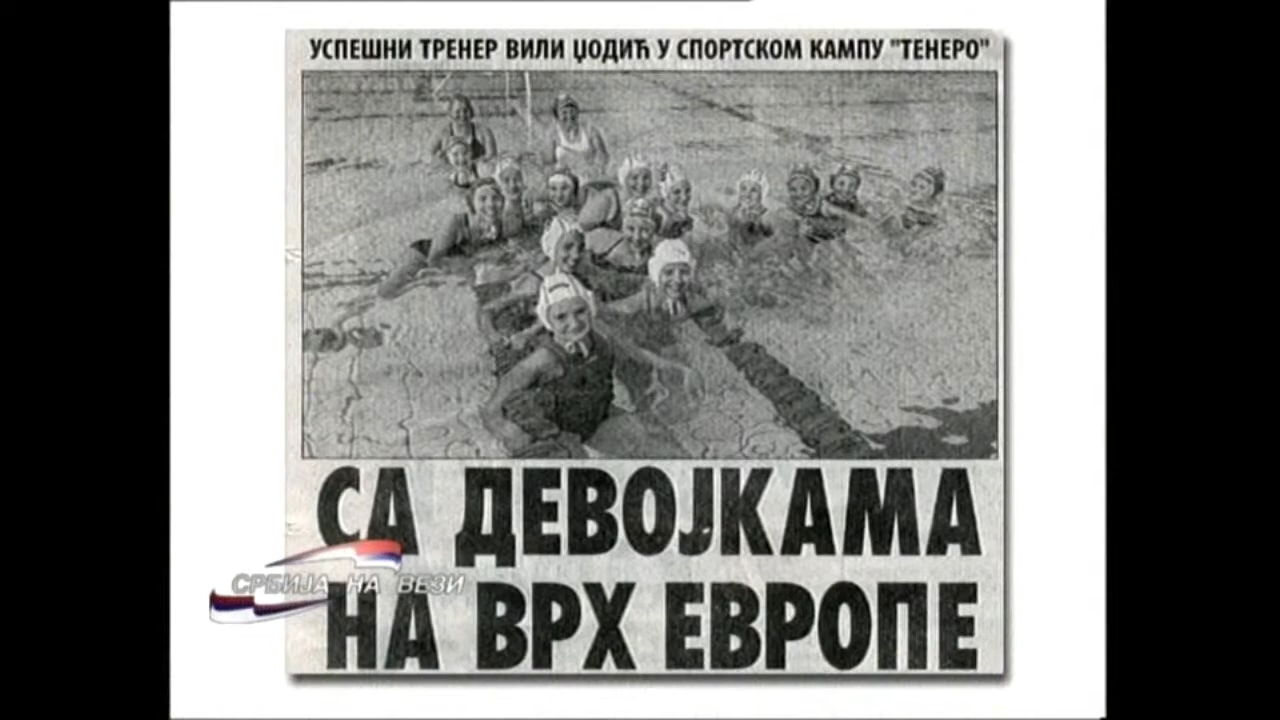 УСПЕШНИ ТРЕНЕР ВИЛИ ЏОДИЋ У СПОРТСКОМ КАМПУ "ТЕНЕРО"
СА ДЕВОЈКАМА
НА ВРХ ЕВРОПЕ
СРБИЈА НА ВЕЗИ